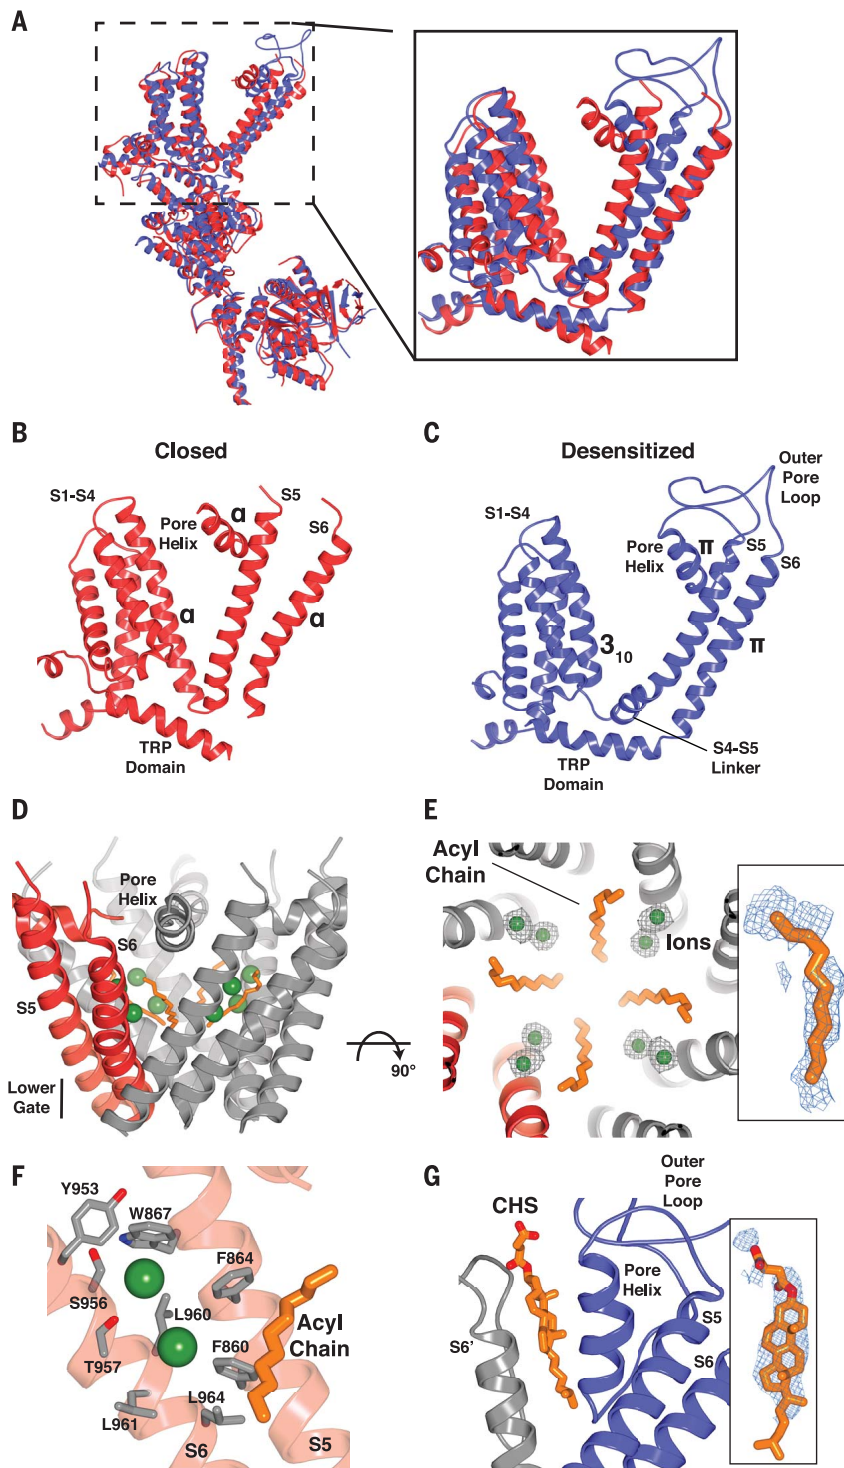 A
B
Closed
S1-S4
α
S5
Pore
Helix
S6
α
α
TRP
Domain
C
Desensitized
Outer
Pore
Loop
S1-S4
Pore
Helix
π
S5
S6
3₁₀
π
TRP
Domain
S4-S5
Linker
D
Pore
Helix
S6
S5
Lower
Gate
90°
E
Acyl
Chain
Ions
F
Y953
W867
F864
S956
L960
Acyl
Chain
T957
F860
L964
L961
S6
S5
G
Outer
Pore
Loop
CHS
Pore
Helix
S5
S6'
S6